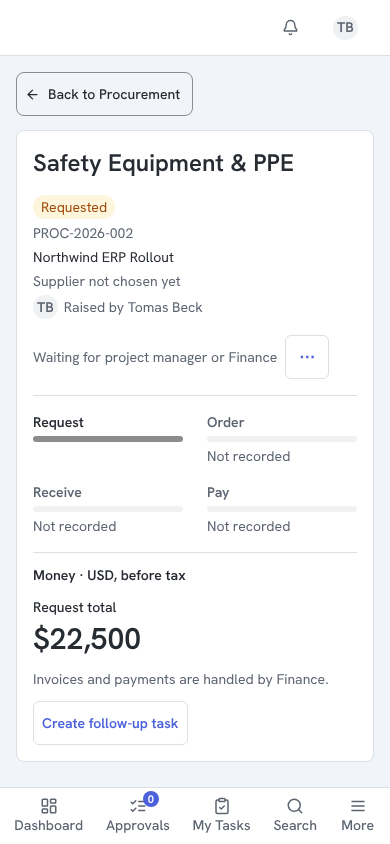 TB
Back to Procurement
Safety Equipment & PPE
Requested
PROC-2026-002
Northwind ERP Rollout
Supplier not chosen yet
TB Raised by Tomas Beck
Waiting for project manager or Finance
Request
Order
Not recorded
Receive
Pay
Not recorded
Not recorded
Money · USD, before tax
Request total
$22,500
Invoices and payments are handled by Finance.
Create follow-up task
0
Dashboard
Approvals
My Tasks
Search
More